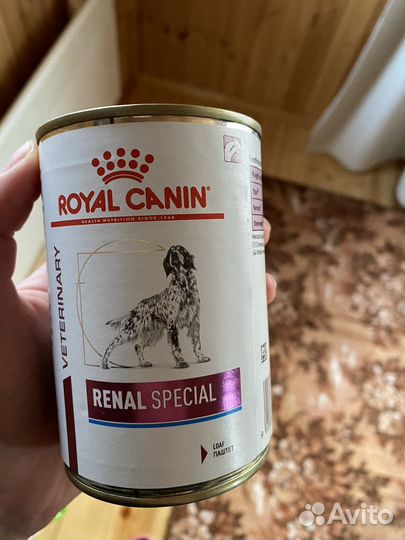 ROYAL CANIN
HEALTH NUTRITION SINCE 1968
VETERINARY
RENAL SPECIAL
LOAF
ПАШТЕТ
Avito